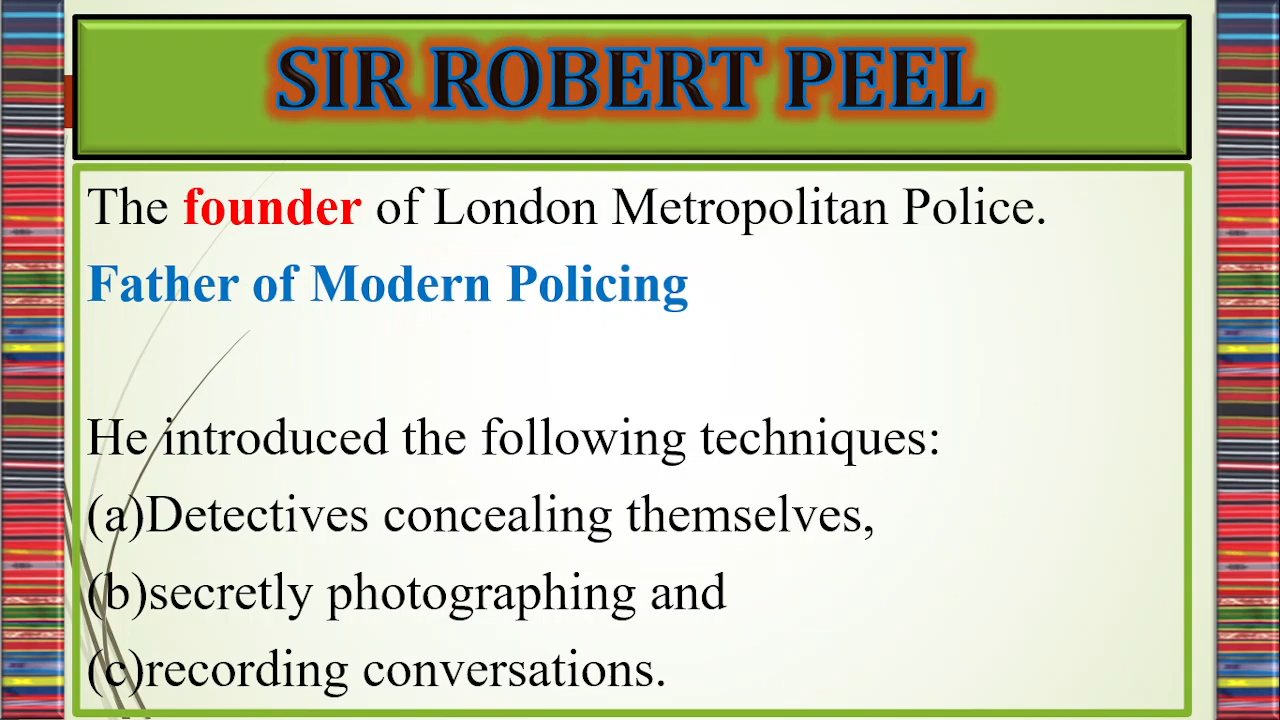 SIR ROBERT PEEL
The founder of London Metropolitan Police.
Father of Modern Policing
He introduced the following techniques:
(a)Detectives concealing themselves,
(b)secretly photographing and
(c)recording conversations.